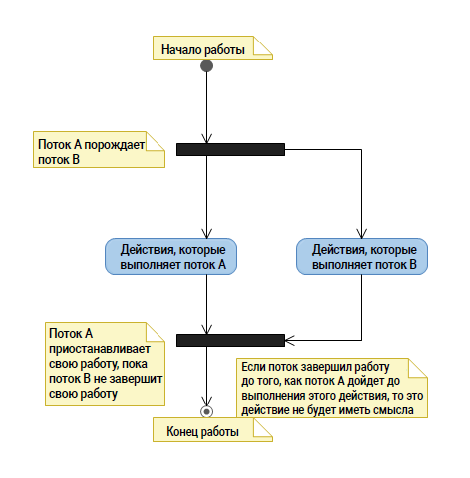 Начало работы
Поток А порождает
поток В
Действия, которые
выполняет поток А
Действия, которые
выполняет поток В
Поток А
приостанавливает
свою работу, пока
поток В не завершит
свою работу
Если поток завершил работу
до того, как поток А дойдет до
выполнения этого действия, то это
действие не будет иметь смысла
Конец работы